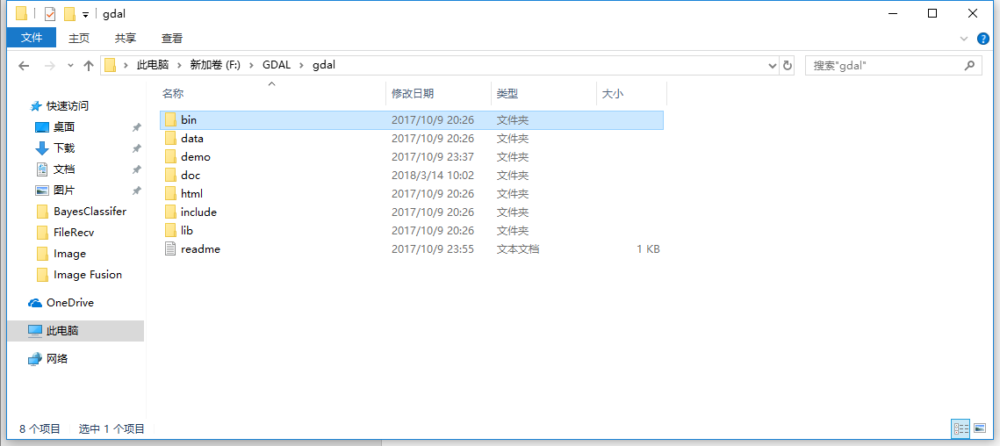 gdal
文件 主页 共享 查看
此电脑 新加卷 (F:) GDAL gdal 搜索"gdal"
名称 修改日期 类型 大小
快速访问
桌面
下载
文档
图片
BayesClassifer
FileRecv
Image
Image Fusion
OneDrive
此电脑
网络
bin 2017/10/9 20:26 文件夹
data 2017/10/9 20:26 文件夹
demo 2017/10/9 23:37 文件夹
doc 2018/3/14 10:02 文件夹
html 2017/10/9 20:26 文件夹
include 2017/10/9 20:26 文件夹
lib 2017/10/9 20:26 文件夹
readme 2017/10/9 23:55 文本文档 1 KB
8 个项目 选中 1 个项目